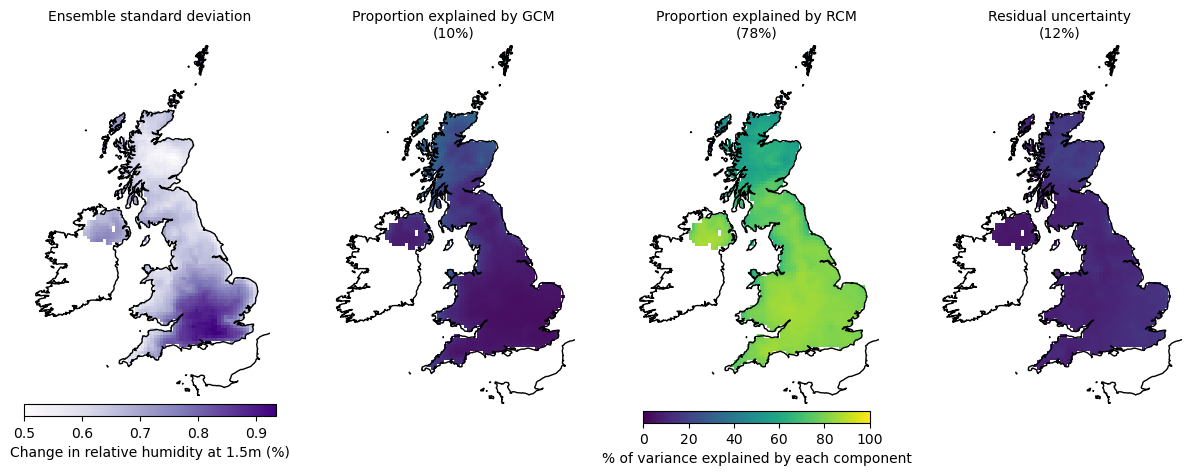 Ensemble standard deviation
Proportion explained by GCM
(10%)
Proportion explained by RCM
(78%)
Residual uncertainty
(12%)
0.5 0.6 0.7 0.8 0.9
Change in relative humidity at 1.5m (%)
0 20 40 60 80 100
% of variance explained by each component